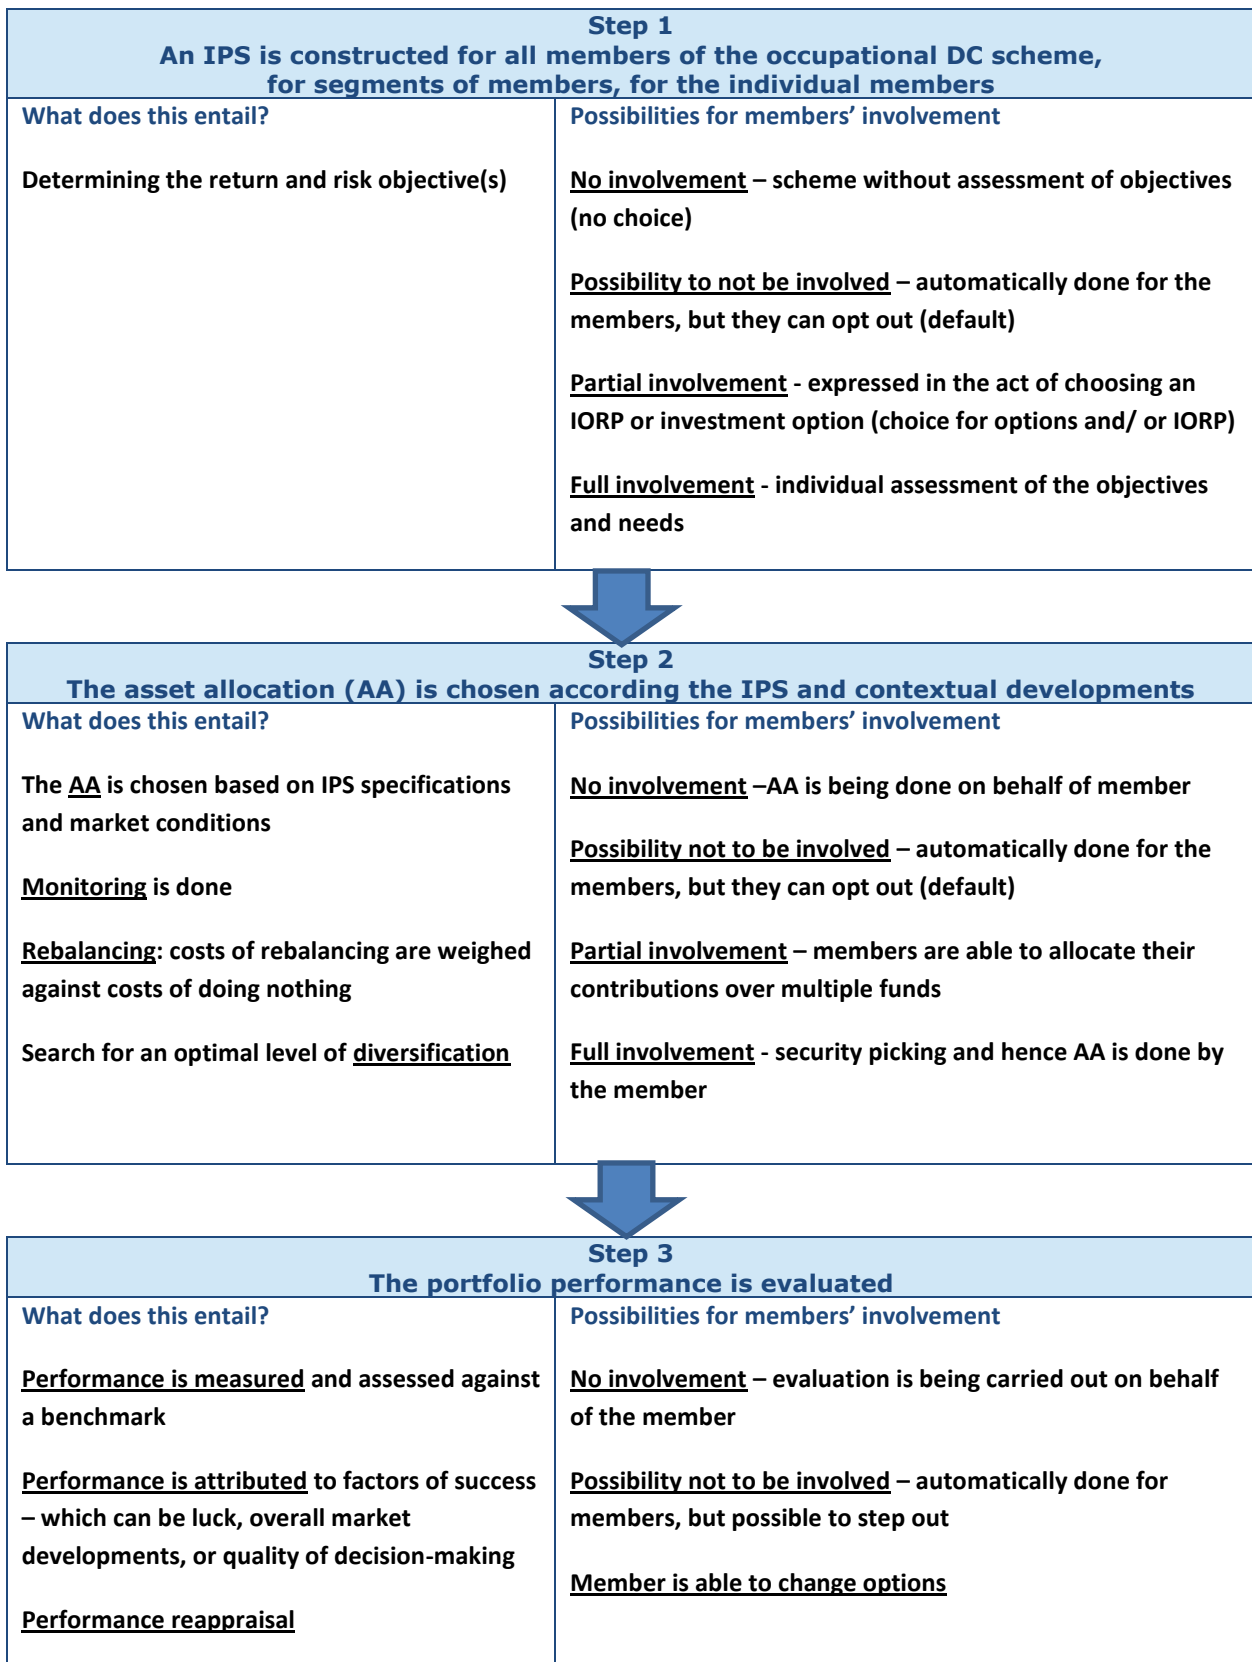 Step 1
An IPS is constructed for all members of the occupational DC scheme,
for segments of members, for the individual members
What does this entail?
Determining the return and risk objective(s)
Possibilities for members’ involvement
No involvement – scheme without assessment of objectives
(no choice)
Possibility to not be involved – automatically done for the
members, but they can opt out (default)
Partial involvement - expressed in the act of choosing an
IORP or investment option (choice for options and/ or IORP)
Full involvement - individual assessment of the objectives
and needs
Step 2
The asset allocation (AA) is chosen according the IPS and contextual developments
What does this entail?
The AA is chosen based on IPS specifications
and market conditions
Monitoring is done
Rebalancing: costs of rebalancing are weighed
against costs of doing nothing
Search for an optimal level of diversification
Possibilities for members’ involvement
No involvement –AA is being done on behalf of member
Possibility not to be involved – automatically done for the
members, but they can opt out (default)
Partial involvement – members are able to allocate their
contributions over multiple funds
Full involvement - security picking and hence AA is done by
the member
Step 3
The portfolio performance is evaluated
What does this entail?
Performance is measured and assessed against
a benchmark
Performance is attributed to factors of success
– which can be luck, overall market
developments, or quality of decision-making
Performance reappraisal
Possibilities for members’ involvement
No involvement – evaluation is being carried out on behalf
of the member
Possibility not to be involved – automatically done for
members, but possible to step out
Member is able to change options